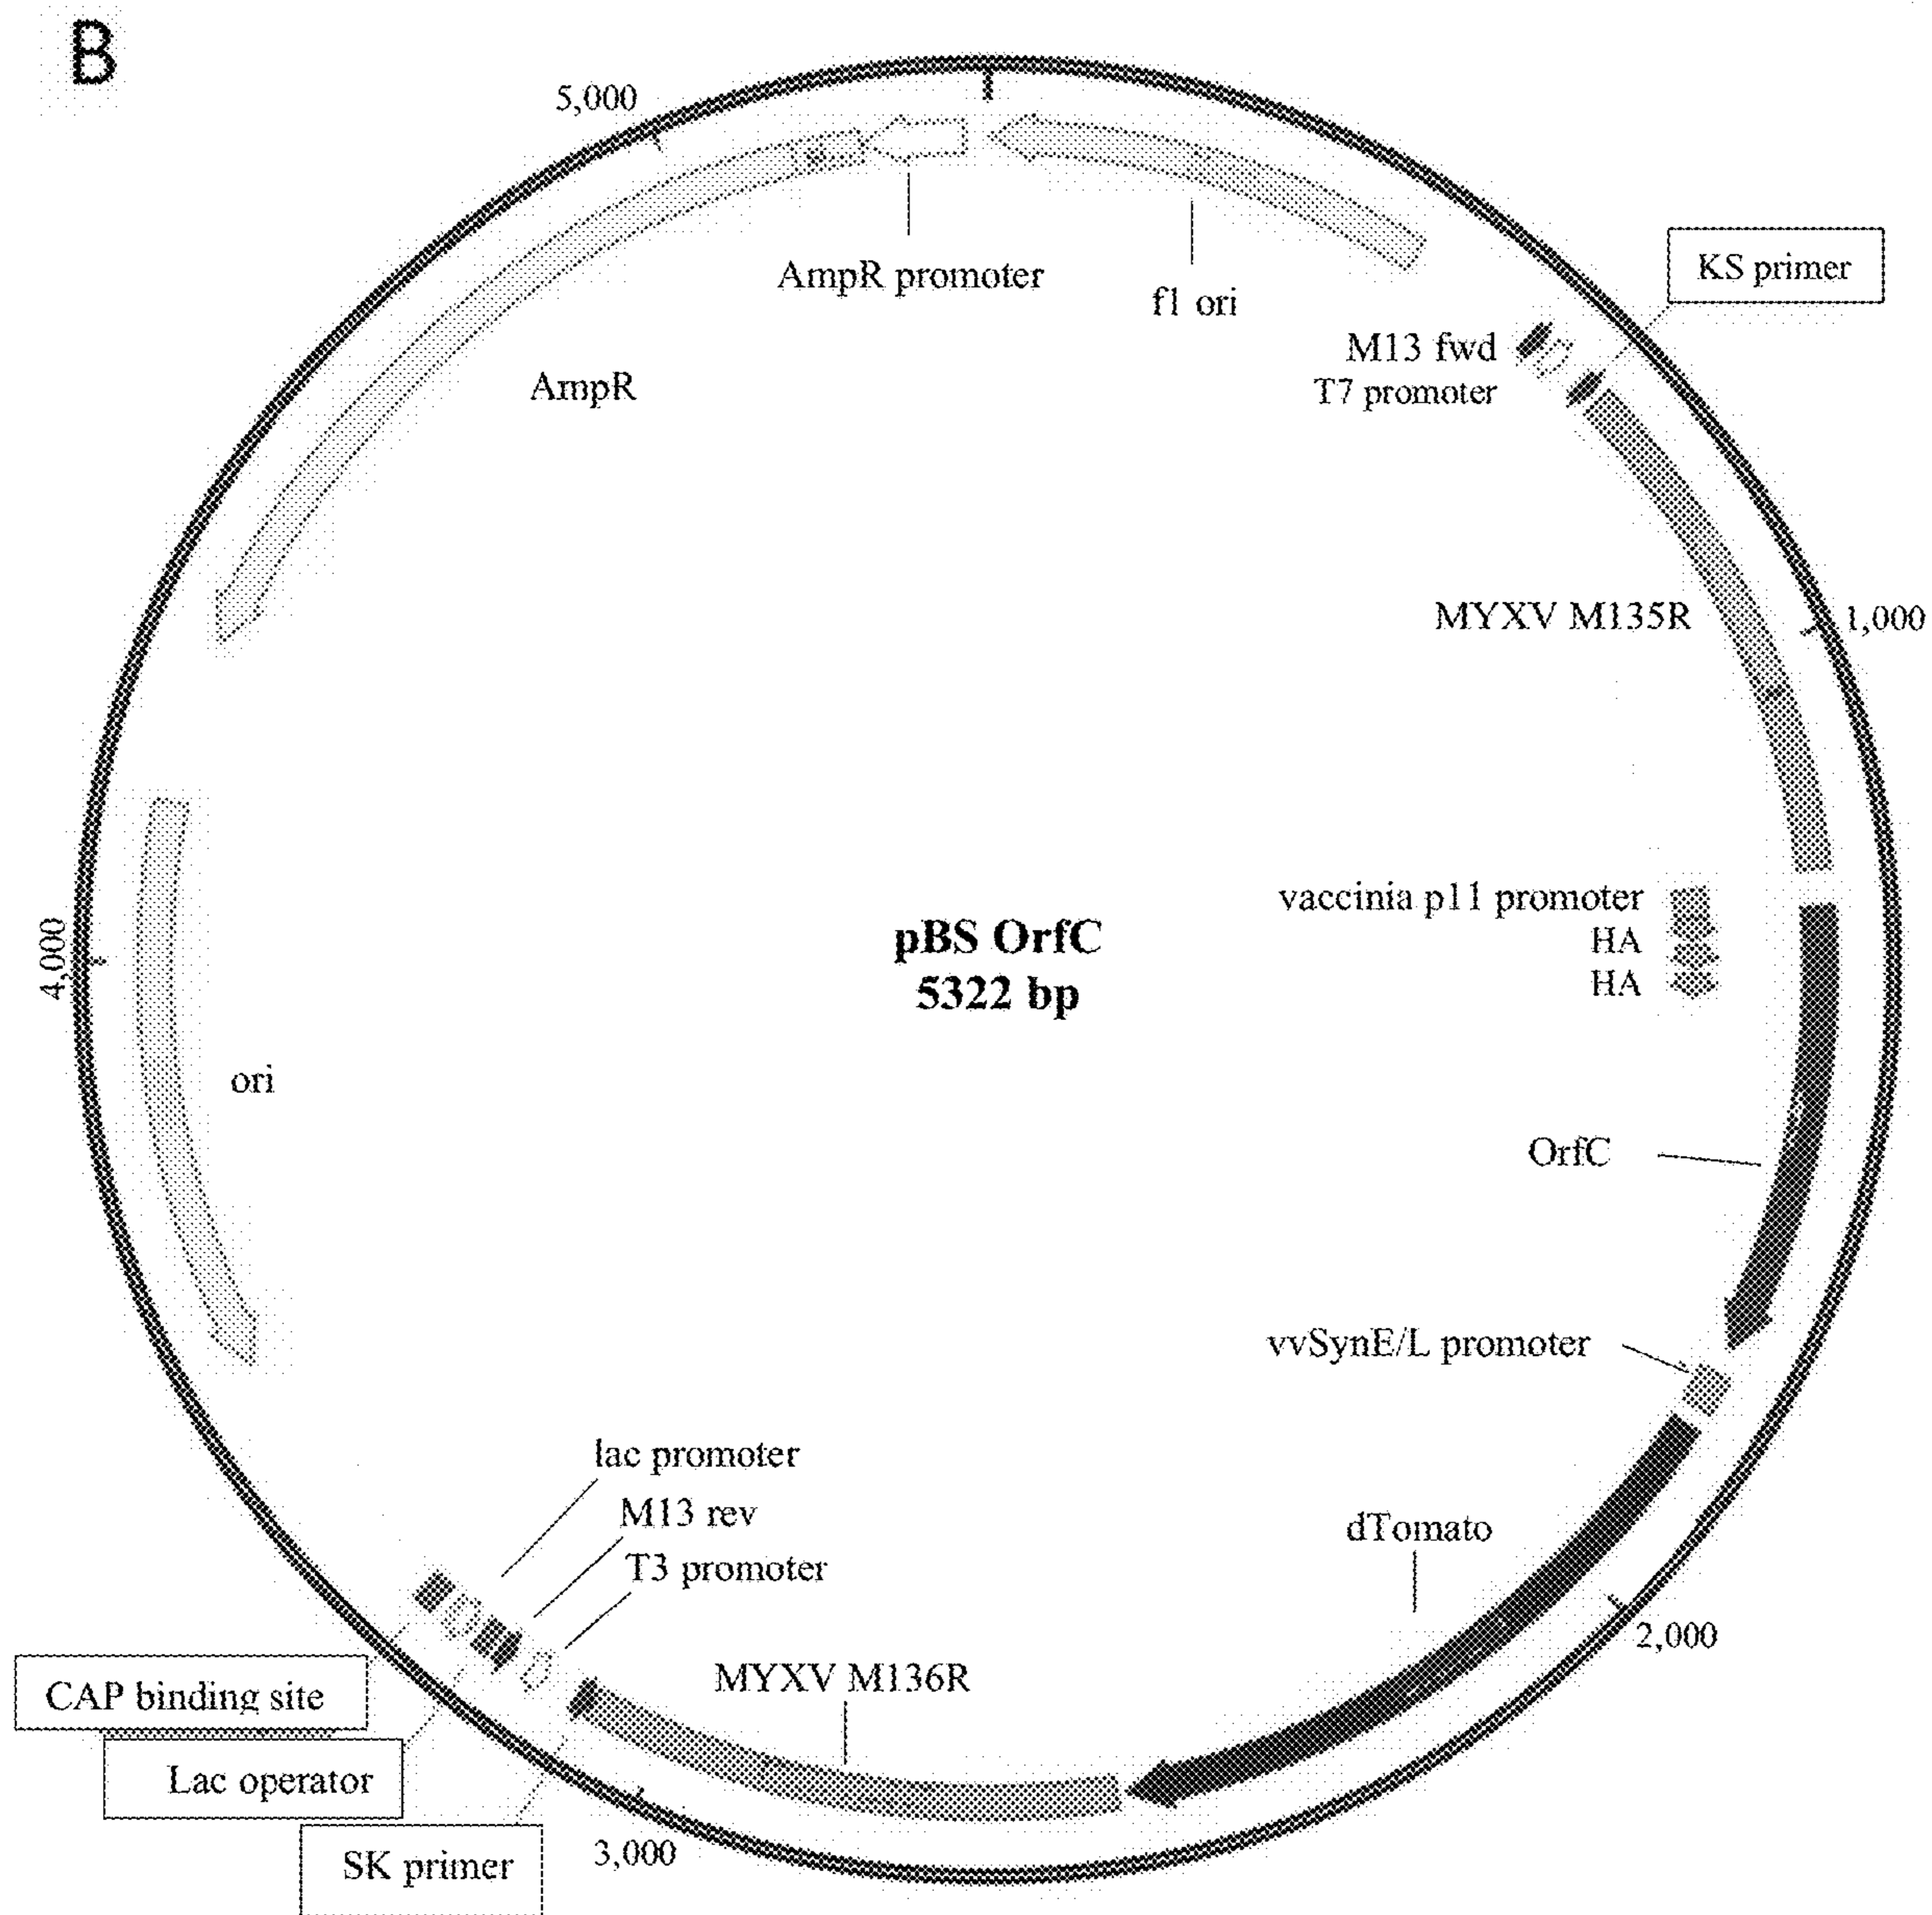 B
5,000
AmpR promoter
f1 ori
KS primer
M13 fwd
T7 promoter
AmpR
MYXV M135R
1,000
vaccinia p11 promoter
HA
HA
pBS OrfC
5322 bp
4,000
ori
OrfC
vvSynE/L promoter
lac promoter
M13 rev
T3 promoter
dTomato
2,000
MYXV M136R
CAP binding site
Lac operator
SK primer
3,000